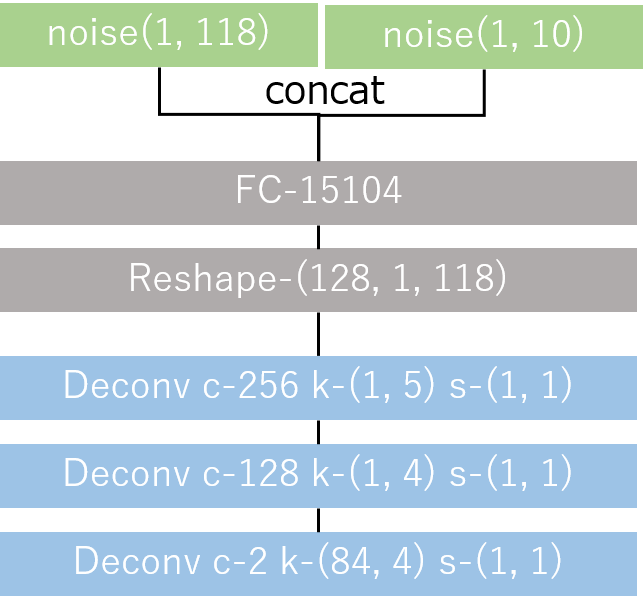 noise(1, 118)
noise(1, 10)
concat
FC-15104
Reshape-(128, 1, 118)
Deconv c-256 k-(1, 5) s-(1, 1)
Deconv c-128 k-(1, 4) s-(1, 1)
Deconv c-2 k-(84, 4) s-(1, 1)